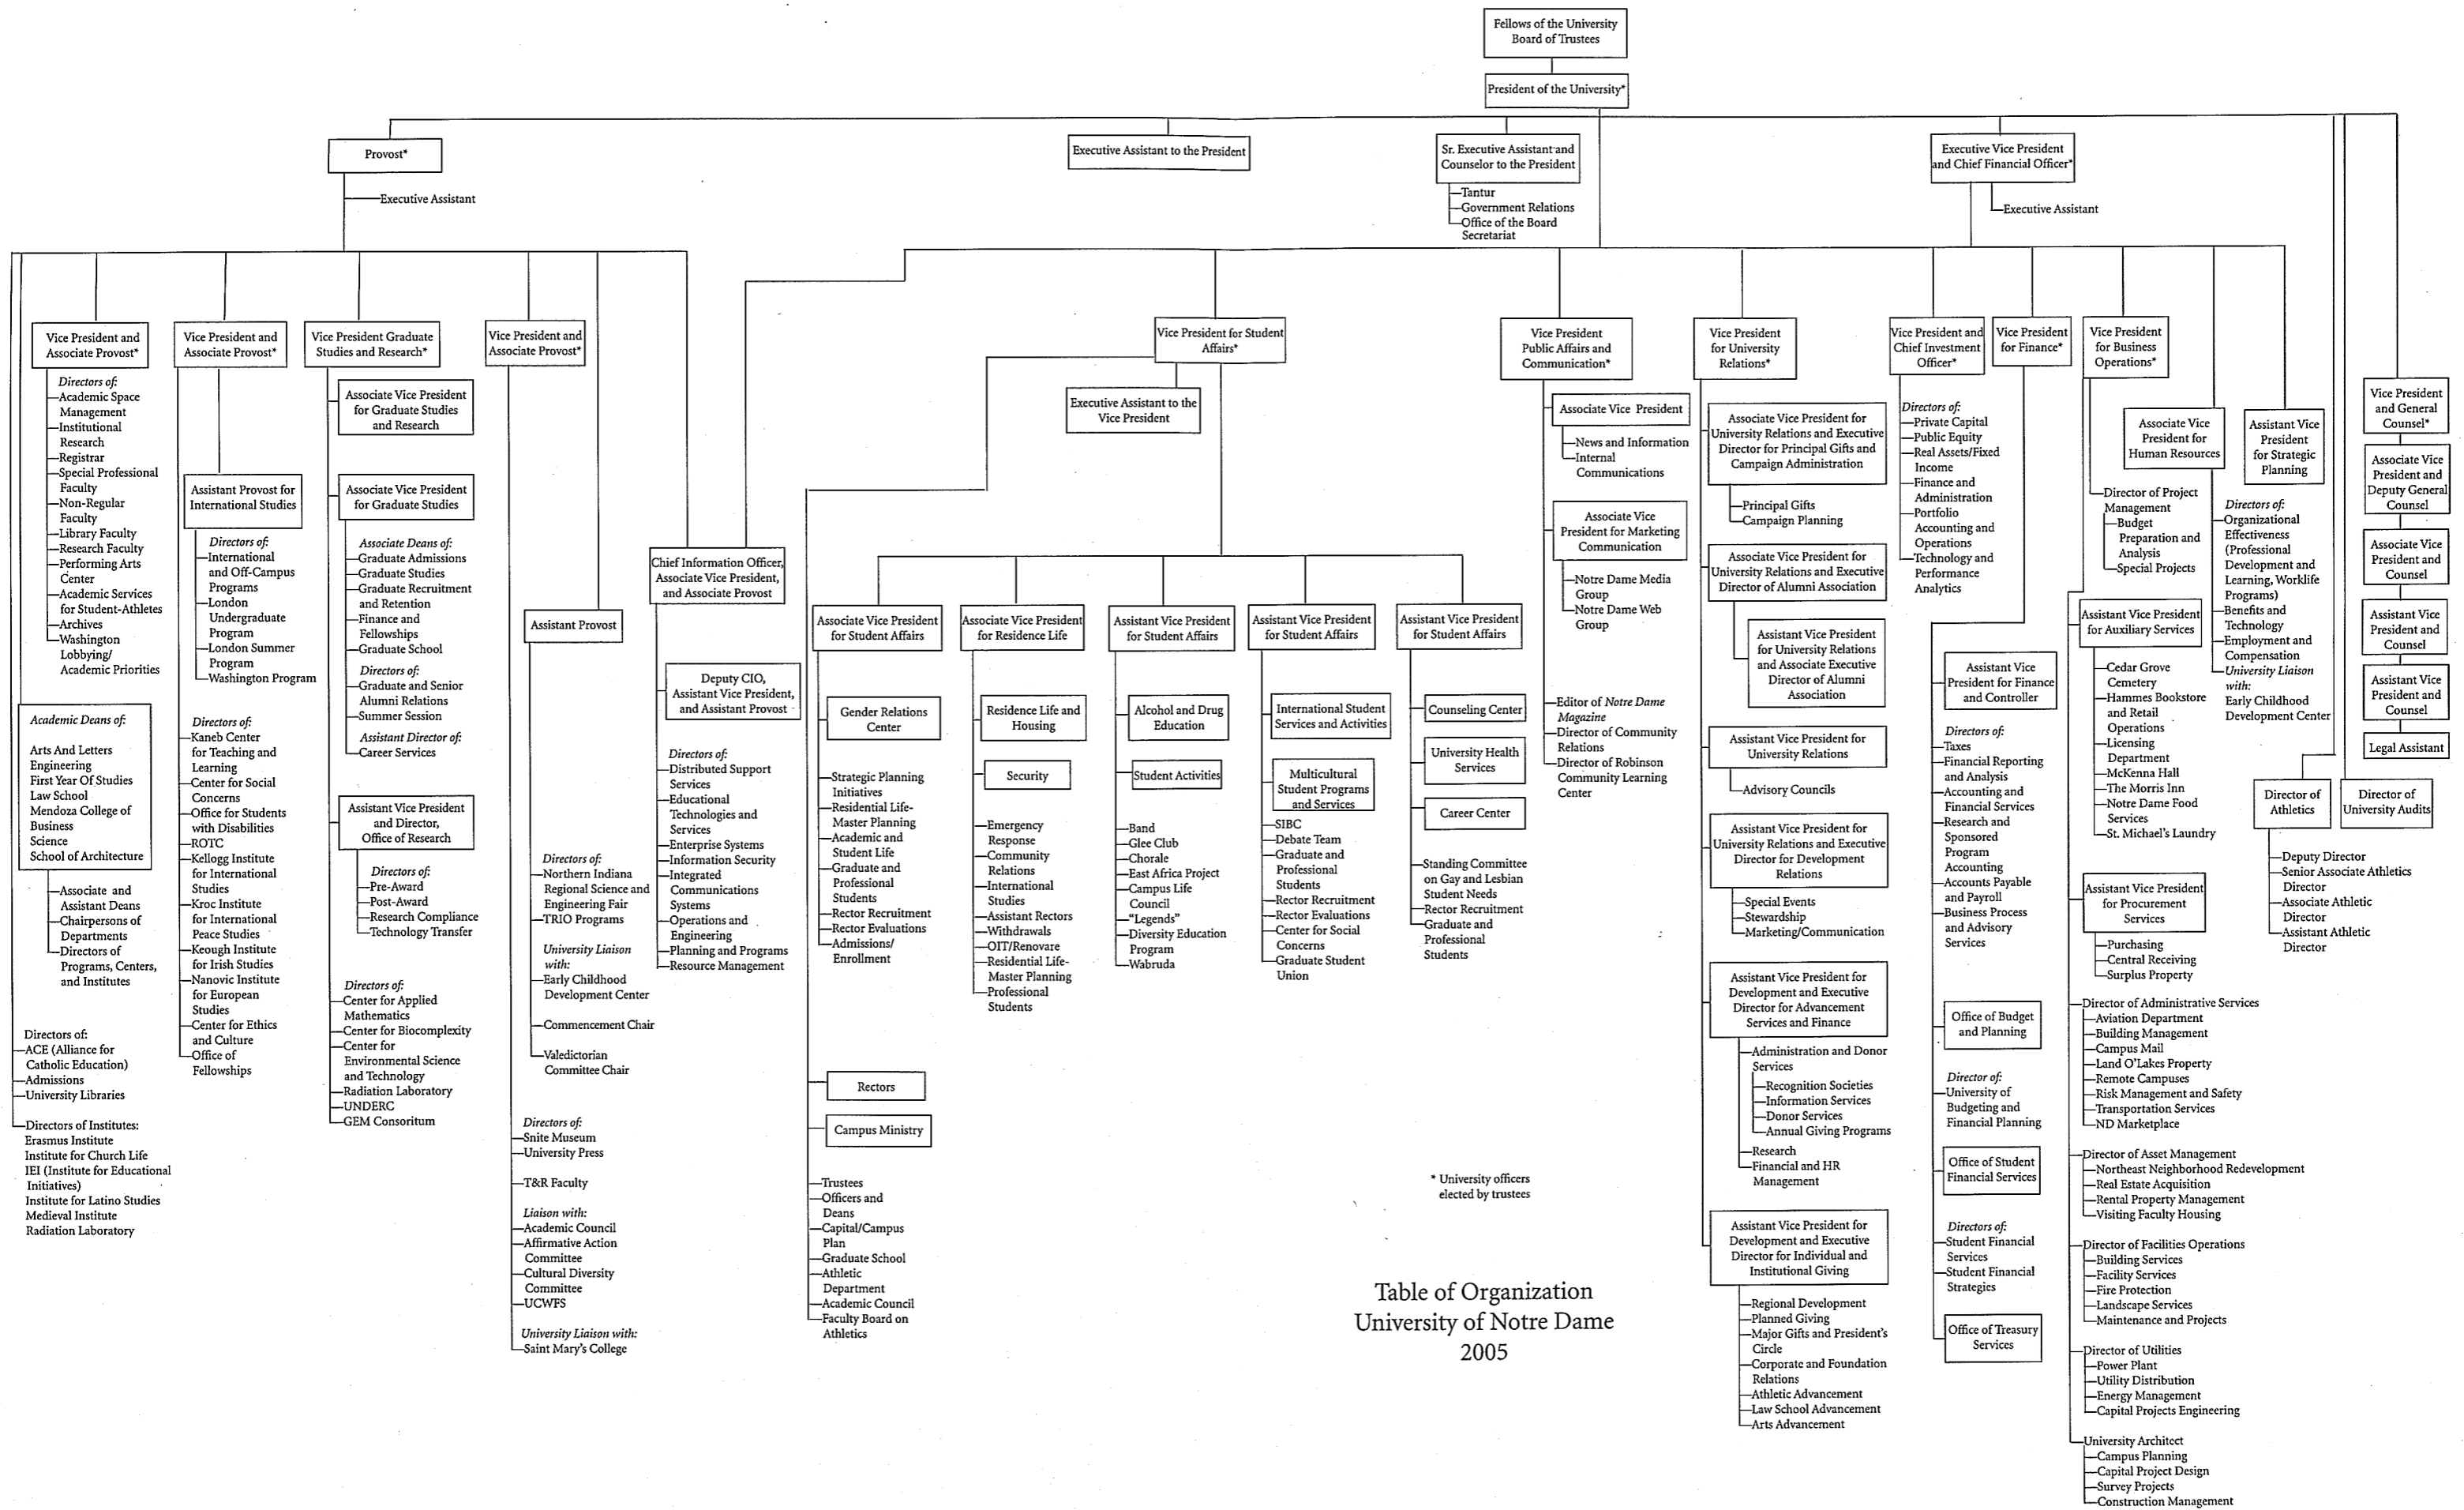 Fellows of the University
Board of Trustees
President of the University*
Provost*
Executive Assistant
Executive Assistant to the President
Sr. Executive Assistant and
Counselor to the President
Tantur
Government Relations
Office of the Board
Secretariat
Executive Vice President
and Chief Financial Officer*
Executive Assistant
Vice President and
Associate Provost*
Directors of:
Academic Space
Management
Institutional
Research
Registrar
Special Professional
Faculty
Non-Regular
Faculty
Library Faculty
Research Faculty
Performing Arts
Center
Academic Services
for Student-Athletes
Archives
Washington
Lobbying/
Academic Priorities
Academic Deans of:
Arts And Letters
Engineering
First Year Of Studies
Law School
Mendoza College of
Business
Science
School of Architecture
Associate and
Assistant Deans
Chairpersons of
Departments
Directors of
Programs, Centers,
and Institutes
Directors of:
ACE (Alliance for
Catholic Education)
Admissions
University Libraries
Directors of Institutes:
Erasmus Institute
Institute for Church Life
IEI (Institute for Educational
Initiatives)
Institute for Latino Studies
Medieval Institute
Radiation Laboratory
Vice President and
Associate Provost*
Assistant Provost for
International Studies
Directors of:
International
and Off-Campus
Programs
London
Undergraduate
Program
London Summer
Program
Washington Program
Directors of:
Kaneb Center
for Teaching and
Learning
Center for Social
Concerns
Office for Students
with Disabilities
ROTC
Kellogg Institute
for International
Studies
Kroc Institute
for International
Peace Studies
Keough Institute
for Irish Studies
Nanovic Institute
for European
Studies
Center for Ethics
and Culture
Office of
Fellowships
Vice President Graduate
Studies and Research*
Associate Vice President
for Graduate Studies
and Research
Associate Vice President
for Graduate Studies
Associate Deans of:
Graduate Admissions
Graduate Studies
Graduate Recruitment
and Retention
Finance and
Fellowships
Graduate School
Directors of:
Graduate and Senior
Alumni Relations
Summer Session
Assistant Director of:
Career Services
Assistant Vice President
and Director,
Office of Research
Directors of:
Pre-Award
Post-Award
Research Compliance
Technology Transfer
Directors of:
Center for Applied
Mathematics
Center for Biocomplexity
Center for
Environmental Science
and Technology
Radiation Laboratory
UNDERC
GEM Consoritum
Vice President and
Associate Provost*
Assistant Provost
Directors of:
Northern Indiana
Regional Science and
Engineering Fair
TRIO Programs
University Liaison
with:
Early Childhood
Development Center
Commencement Chair
Valedictorian
Committee Chair
Directors of:
Snite Museum
University Press
T&R Faculty
Liaison with:
Academic Council
Affirmative Action
Committee
Cultural Diversity
Committee
UCWFS
University Liaison with:
Saint Mary's College
Chief Information Officer,
Associate Vice President,
and Associate Provost
Deputy CIO,
Assistant Vice President,
and Assistant Provost
Directors of:
Distributed Support
Services
Educational
Technologies and
Services
Enterprise Systems
Information Security
Integrated
Communications
Systems
Operations and
Engineering
Planning and Programs
Resource Management
Vice President for Student
Affairs*
Executive Assistant to the
Vice President
Associate Vice President
for Student Affairs
Gender Relations
Center
Strategic Planning
Initiatives
Residential Life-
Master Planning
Academic and
Student Life
Graduate and
Professional
Students
Rector Recruitment
Rector Evaluations
Admissions/
Enrollment
Rectors
Campus Ministry
Trustees
Officers and
Deans
Capital/Campus
Plan
Graduate School
Athletic
Department
Academic Council
Faculty Board on
Athletics
Associate Vice President
for Residence Life
Residence Life and
Housing
Security
Emergency
Response
Community
Relations
International
Studies
Assistant Rectors
Withdrawals
OIT/Renovare
Residential Life-
Master Planning
Professional
Students
Assistant Vice President
for Student Affairs
Alcohol and Drug
Education
Student Activities
Band
Glee Club
Chorale
East Africa Project
Campus Life
Council
"Legends"
Diversity Education
Program
Wabruda
Assistant Vice President
for Student Affairs
International Student
Services and Activities
Multicultural
Student Programs
and Services
SIBC
Debate Team
Graduate and
Professional
Students
Rector Recruitment
Rector Evaluations
Center for Social
Concerns
Graduate Student
Union
Assistant Vice President
for Student Affairs
Counseling Center
University Health
Services
Career Center
Standing Committee
on Gay and Lesbian
Student Needs
Rector Recruitment
Graduate and
Professional
Students
Vice President
Public Affairs and
Communication*
Associate Vice President
News and Information
Internal
Communications
Associate Vice
President for Marketing
Communication
Notre Dame Media
Group
Notre Dame Web
Group
Editor of Notre Dame
Magazine
Director of Community
Relations
Director of Robinson
Community Learning
Center
Vice President
for University
Relations*
Associate Vice President for
University Relations and Executive
Director for Principal Gifts and
Campaign Administration
Principal Gifts
Campaign Planning
Associate Vice President for
University Relations and Executive
Director of Alumni Association
Assistant Vice President
for University Relations
and Associate Executive
Director of Alumni
Association
Assistant Vice President for
University Relations
Advisory Councils
Assistant Vice President for
University Relations and Executive
Director for Development
Relations
Special Events
Stewardship
Marketing/Communication
Assistant Vice President for
Development and Executive
Director for Advancement
Services and Finance
Administration and Donor
Services
Recognition Societies
Information Services
Donor Services
Annual Giving Programs
Research
Financial and HR
Management
Assistant Vice President for
Development and Executive
Director for Individual and
Institutional Giving
Regional Development
Planned Giving
Major Gifts and President's
Circle
Corporate and Foundation
Relations
Athletic Advancement
Law School Advancement
Arts Advancement
Vice President and
Chief Investment
Officer*
Directors of:
Private Capital
Public Equity
Real Assets/Fixed
Income
Finance and
Administration
Portfolio
Accounting and
Operations
Technology and
Performance
Analytics
Vice President
for Finance*
Assistant Vice
President for Finance
and Controller
Directors of:
Taxes
Financial Reporting
and Analysis
Accounting and
Financial Services
Research and
Sponsored
Program
Accounting
Accounts Payable
and Payroll
Business Process
and Advisory
Services
Office of Budget
and Planning
Director of:
University of
Budgeting and
Financial Planning
Office of Student
Financial Services
Directors of:
Student Financial
Services
Student Financial
Strategies
Office of Treasury
Services
Vice President
for Business
Operations*
Director of Project
Management
Budget
Preparation and
Analysis
Special Projects
Assistant Vice President
for Auxiliary Services
Cedar Grove
Cemetery
Hammes Bookstore
and Retail
Operations
Licensing
Department
McKenna Hall
The Morris Inn
Notre Dame Food
Services
St. Michael's Laundry
Assistant Vice President
for Procurement
Services
Purchasing
Central Receiving
Surplus Property
Director of Administrative Services
Aviation Department
Building Management
Campus Mail
Land O'Lakes Property
Remote Campuses
Risk Management and Safety
Transportation Services
ND Marketplace
Director of Asset Management
Northeast Neighborhood Redevelopment
Real Estate Acquisition
Rental Property Management
Visiting Faculty Housing
Director of Facilities Operations
Building Services
Facility Services
Fire Protection
Landscape Services
Maintenance and Projects
Director of Utilities
Power Plant
Utility Distribution
Energy Management
Capital Projects Engineering
University Architect
Campus Planning
Capital Project Design
Survey Projects
Construction Management
Associate Vice
President for
Human Resources
Directors of:
Organizational
Effectiveness
(Professional
Development and
Learning, Worklife
Programs)
Benefits and
Technology
Employment and
Compensation
University Liaison
with:
Early Childhood
Development Center
Assistant Vice
President
for Strategic
Planning
Director of
Athletics
Deputy Director
Senior Associate Athletics
Director
Associate Athletic
Director
Assistant Athletic
Director
Director of
University Audits
Vice President
and General
Counsel*
Associate Vice
President and
Deputy General
Counsel
Associate Vice
President and
Counsel
Assistant Vice
President and
Counsel
Assistant Vice
President and
Counsel
Legal Assistant
* University officers
elected by trustees
Table of Organization
University of Notre Dame
2005